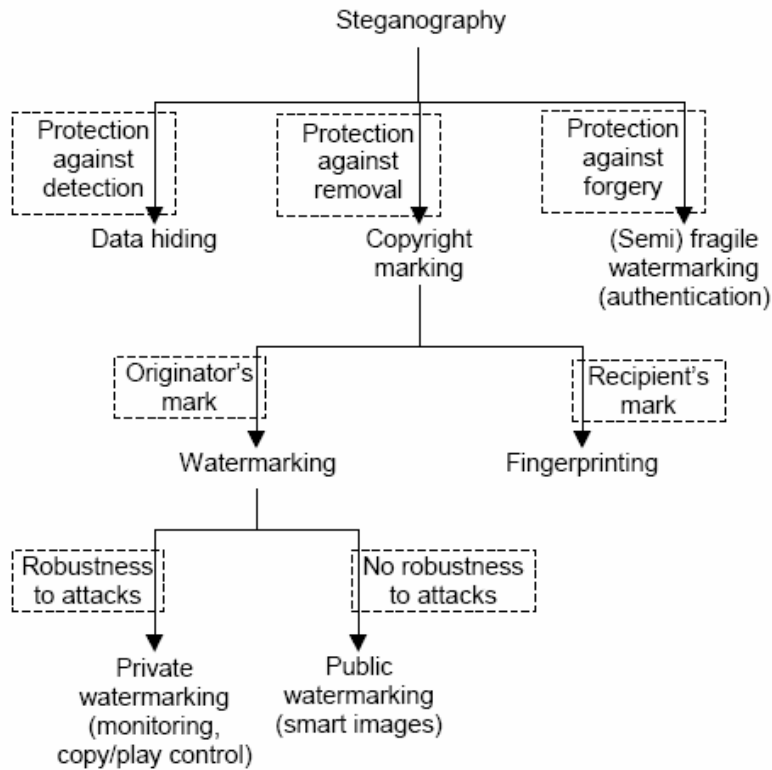 Steganography
Protection
against
detection
Protection
against
removal
Protection
against
forgery
Data hiding
Copyright
marking
(Semi) fragile
watermarking
(authentication)
Originator's
mark
Recipient's
mark
Watermarking
Fingerprinting
Robustness
to attacks
No robustness
to attacks
Private
watermarking
(monitoring,
copy/play control)
Public
watermarking
(smart images)